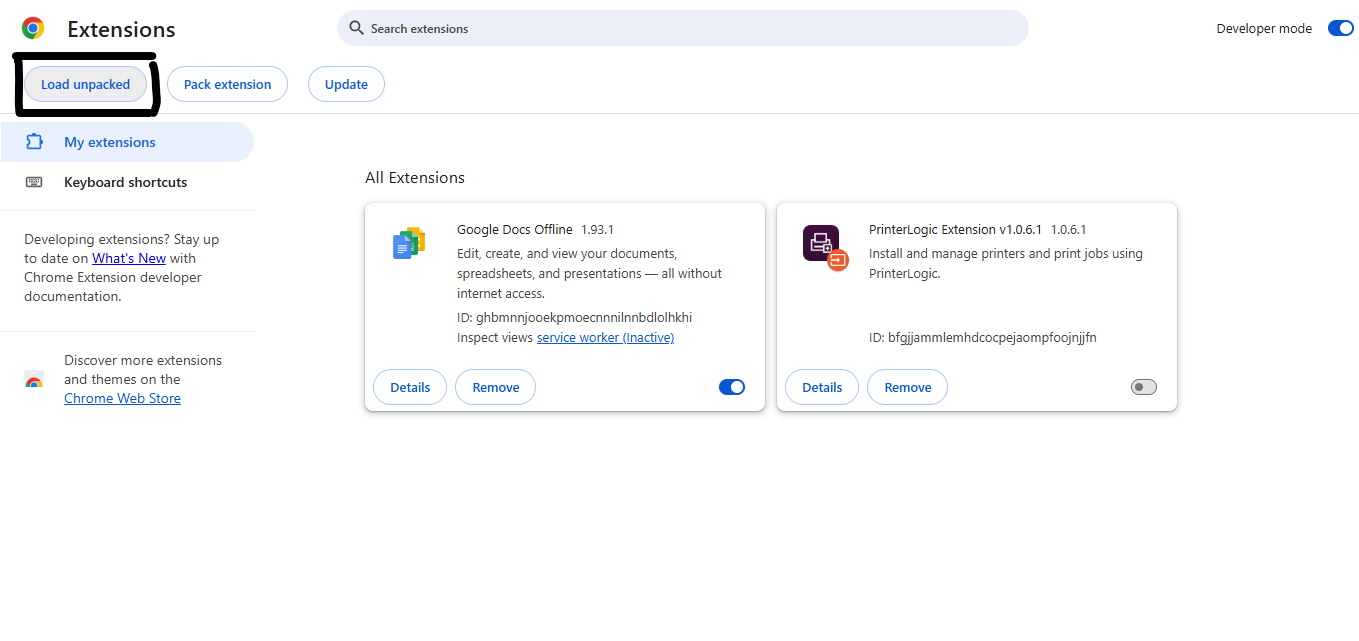 Extensions
Search extensions
Developer mode
Load unpacked
Pack extension
Update
My extensions
Keyboard shortcuts
Developing extensions? Stay up
to date on What's New with
Chrome Extension developer
documentation.
Discover more extensions
and themes on the
Chrome Web Store
All Extensions
Google Docs Offline 1.93.1
Edit, create, and view your documents,
spreadsheets, and presentations — all without
internet access.
ID: ghbmnnjooekpmoecnnnilnnbdlolhkhi
Inspect views service worker (Inactive)
Details
Remove
PrinterLogic Extension v1.0.6.1 1.0.6.1
Install and manage printers and print jobs using
PrinterLogic.
ID: bfgjjammlemhdcocpejaompfoojnjjfn
Details
Remove